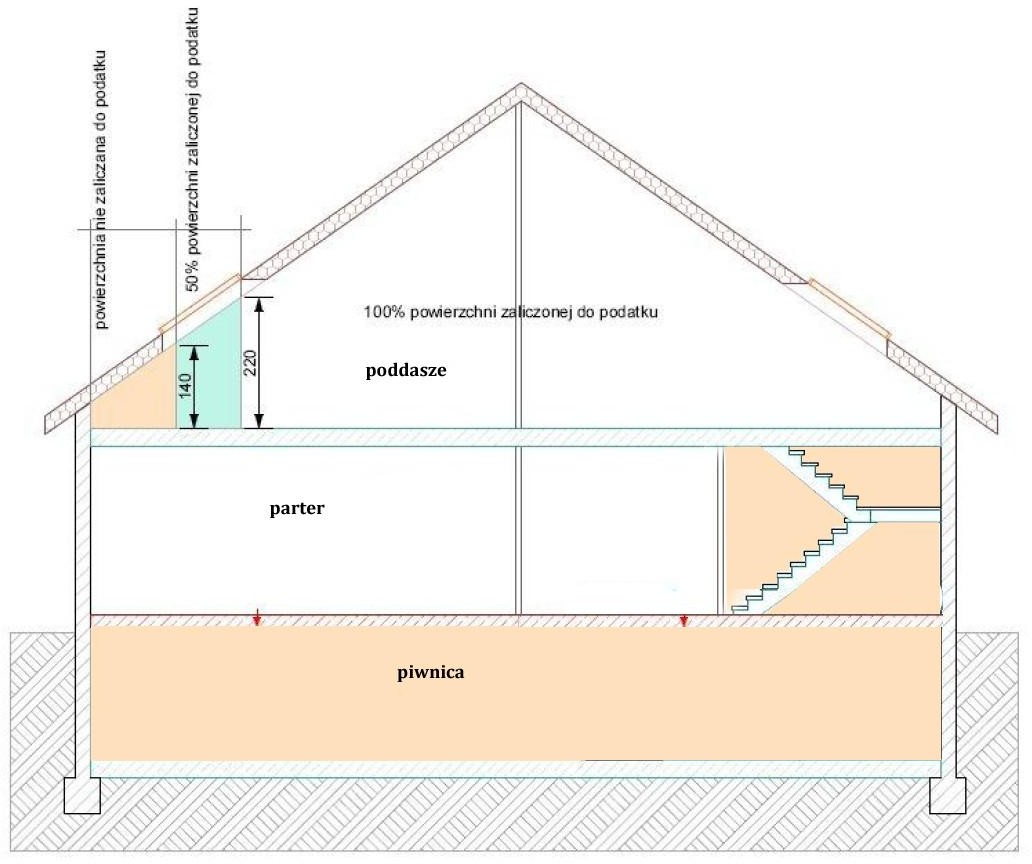 powierzchnia nie zaliczana do podatku
50% powierzchni zaliczonej do podatku
100% powierzchni zaliczonej do podatku
poddasze
140
220
parter
piwnica